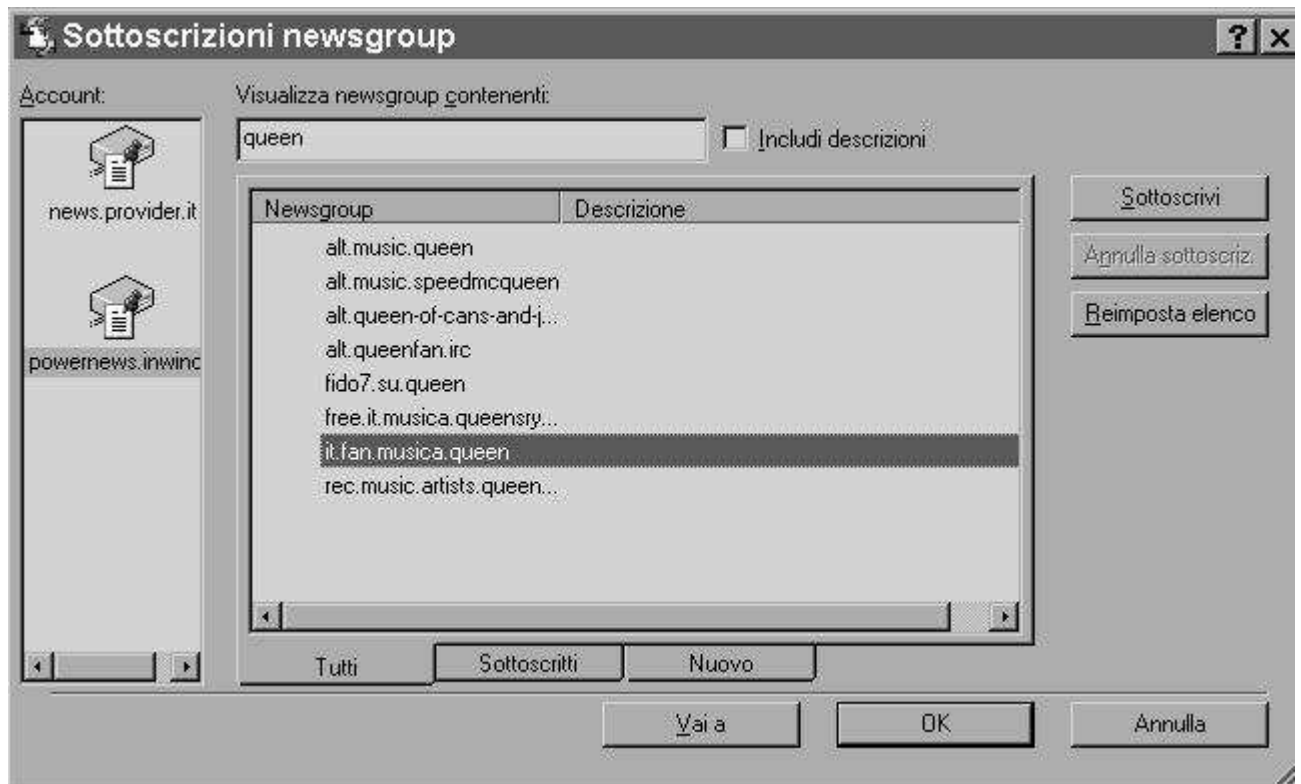 Sottoscrizioni newsgroup
Account:
Visualizza newsgroup contenenti:
queen
Includi descrizioni
news.provider.it
powernews.inwind
Newsgroup Descrizione
alt.music.queen
alt.music.speedmcqueen
alt.queen-of-cans-and-j...
alt.queenfan.irc
fido7.su.queen
free.it.musica.queensry...
it.fan.musica.queen
rec.music.artists.queen...
Sottoscrivi
Annulla sottoscriz.
Reimposta elenco
Tutti Sottoscritti Nuovo
Vai a OK Annulla